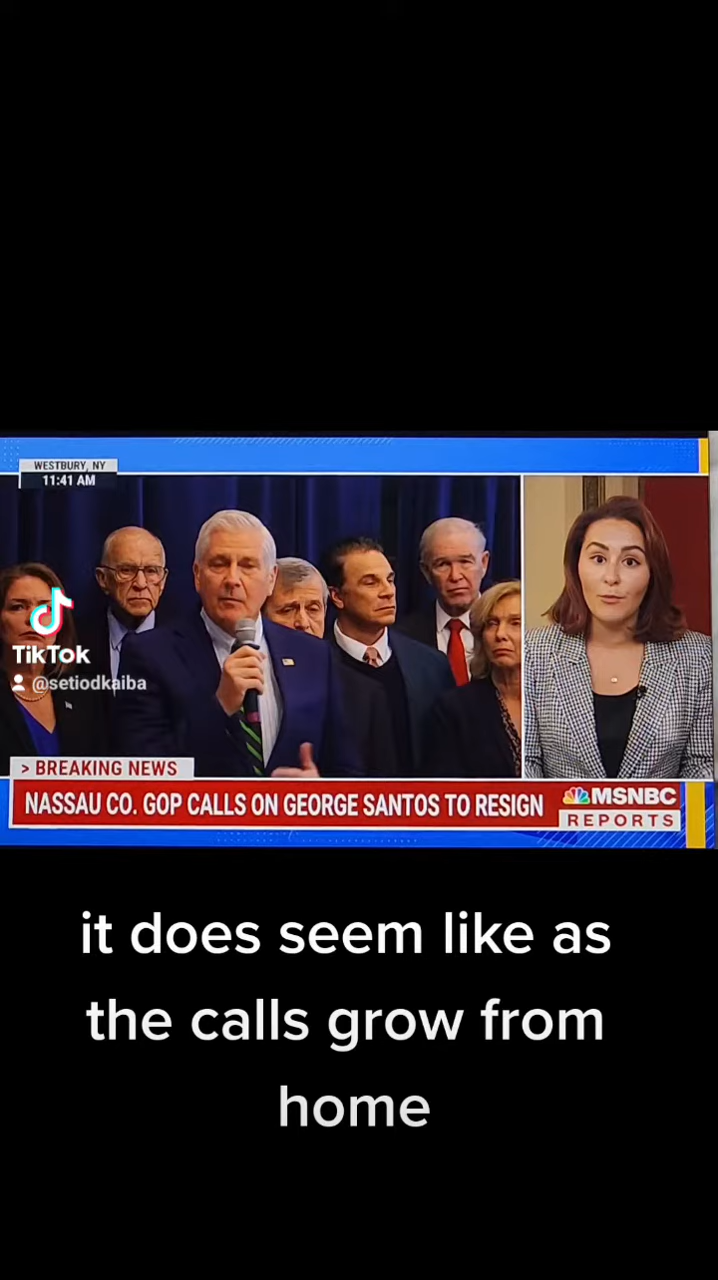 WESTBURY, NY
11:41 AM
TikTok
@setiodkaiba
> BREAKING NEWS
NASSAU CO. GOP CALLS ON GEORGE SANTOS TO RESIGN
MSNBC
REPORTS
it does seem like as
the calls grow from
home